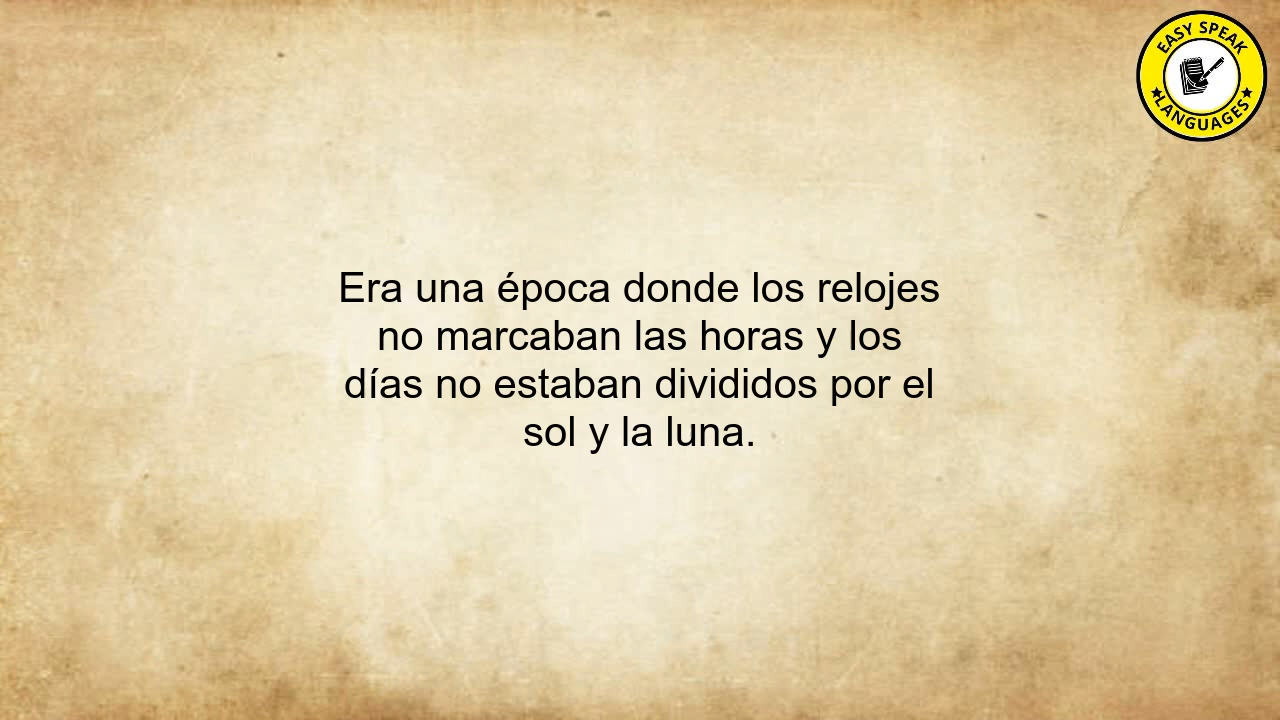 EASY SPEAK
LANGUAGES
Era una época donde los relojes
no marcaban las horas y los
días no estaban divididos por el
sol y la luna.